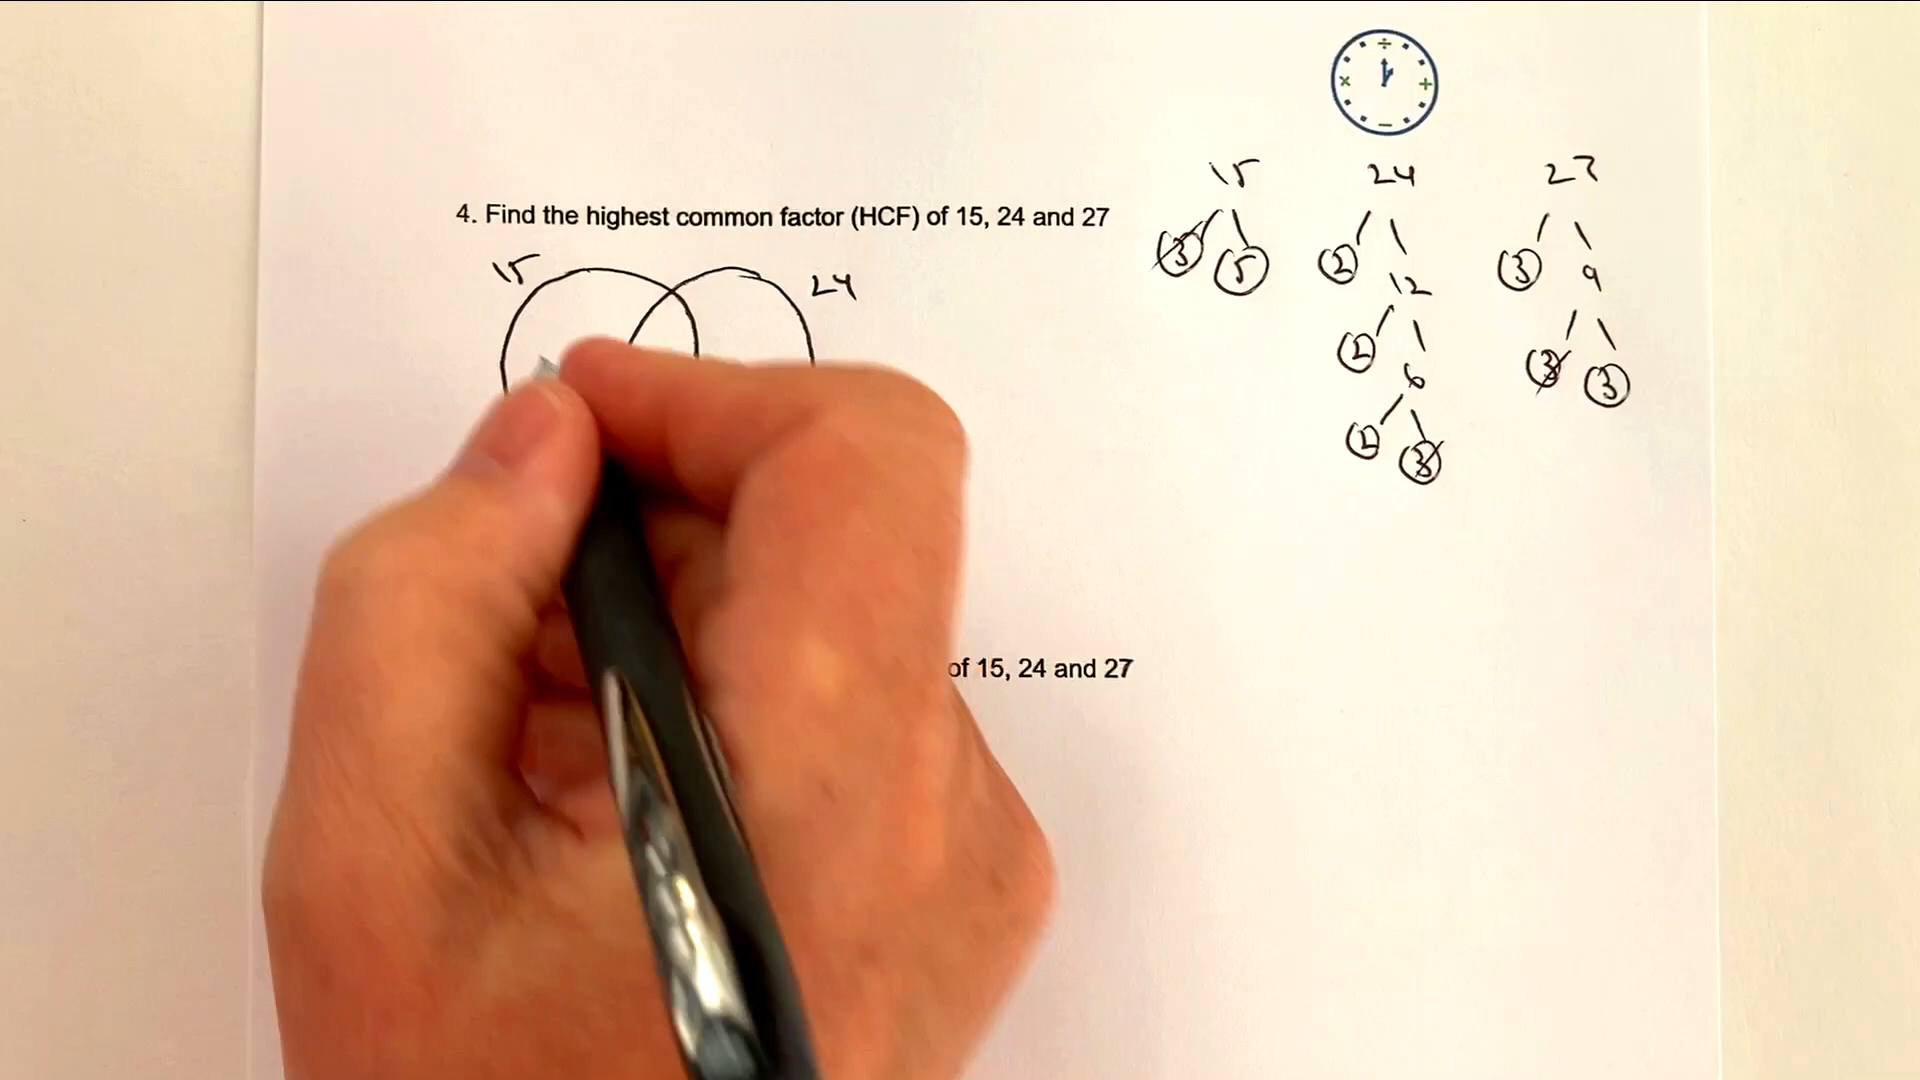 4. Find the highest common factor (HCF) of 15, 24 and 27
15 24
of 15, 24 and 27
÷
× +
−
15 24 27
3 5 2 12 3 9
2 6 3 3
2 3